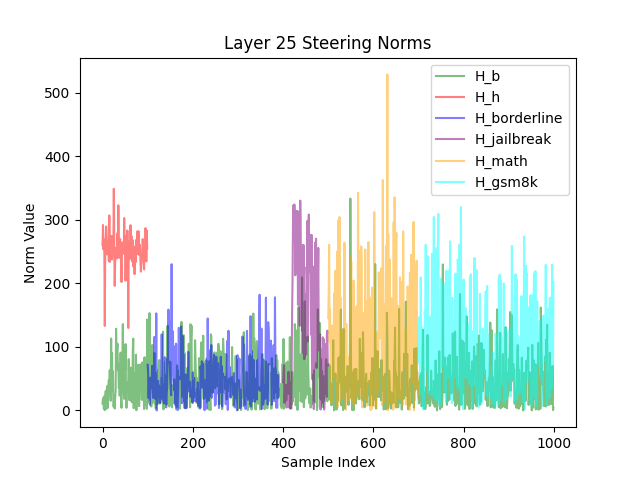 Layer 25 Steering Norms
H_b
H_h
H_borderline
H_jailbreak
H_math
H_gsm8k
Norm Value
500
400
300
200
100
0
0
200
400
600
800
1000
Sample Index